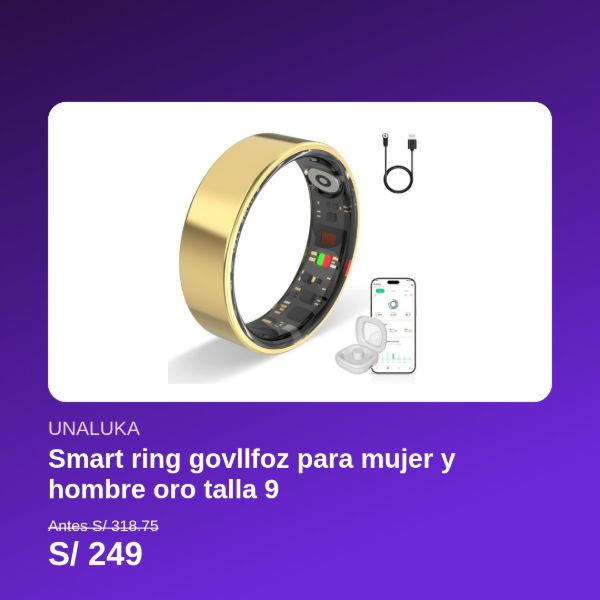 UNALUKA
Smart ring govllfoz para mujer y
hombre oro talla 9
Antes S/ 318.75
S/ 249